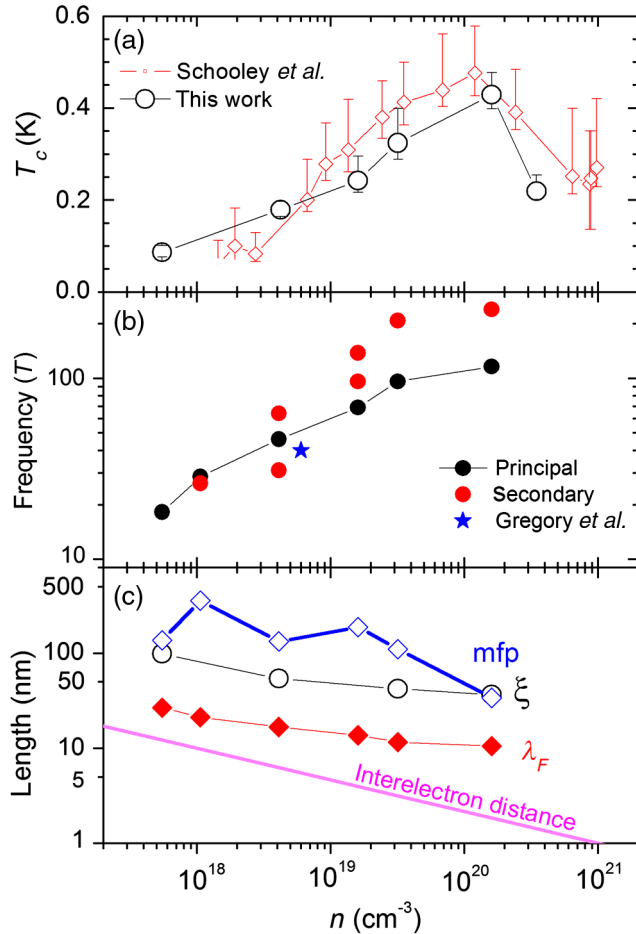 (a)
Schooley et al.
This work
T_c (K)
0.6
0.4
0.2
0.0
(b)
Frequency (T)
100
10
Principal
Secondary
Gregory et al.
(c)
Length (nm)
500
100
50
10
5
1
mfp
ξ
λ_F
Interelectron distance
10^18 10^19 10^20 10^21
n (cm^-3)